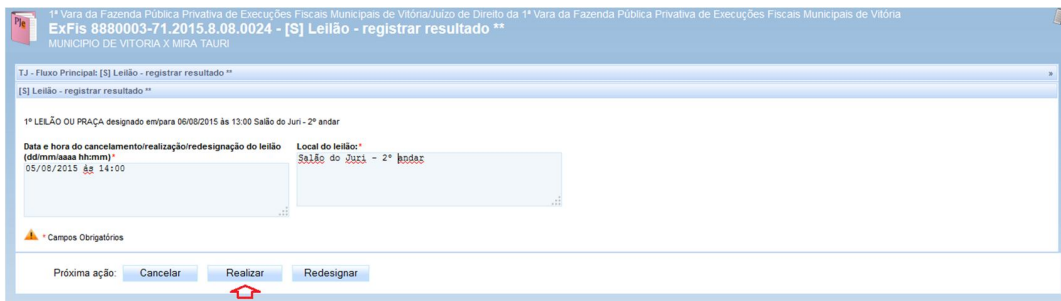 PJe
1ª Vara da Fazenda Pública Privativa de Execuções Fiscais Municipais de Vitória/Juízo de Direito da 1ª Vara da Fazenda Pública Privativa de Execuções Fiscais Municipais de Vitória
ExFis 8880003-71.2015.8.08.0024 - [S] Leilão - registrar resultado **
MUNICIPIO DE VITORIA X MIRA TAURI
TJ - Fluxo Principal: [S] Leilão - registrar resultado ** »
[S] Leilão - registrar resultado **
1º LEILÃO OU PRAÇA designado em/para 06/08/2015 às 13:00 Salão do Juri - 2º andar
Data e hora do cancelamento/realização/redesignação do leilão
(dd/mm/aaaa hh:mm) *
05/08/2015 às 14:00
Local do leilão: *
Salão do Juri - 2º andar
* Campos Obrigatórios
Próxima ação: Cancelar Realizar Redesignar